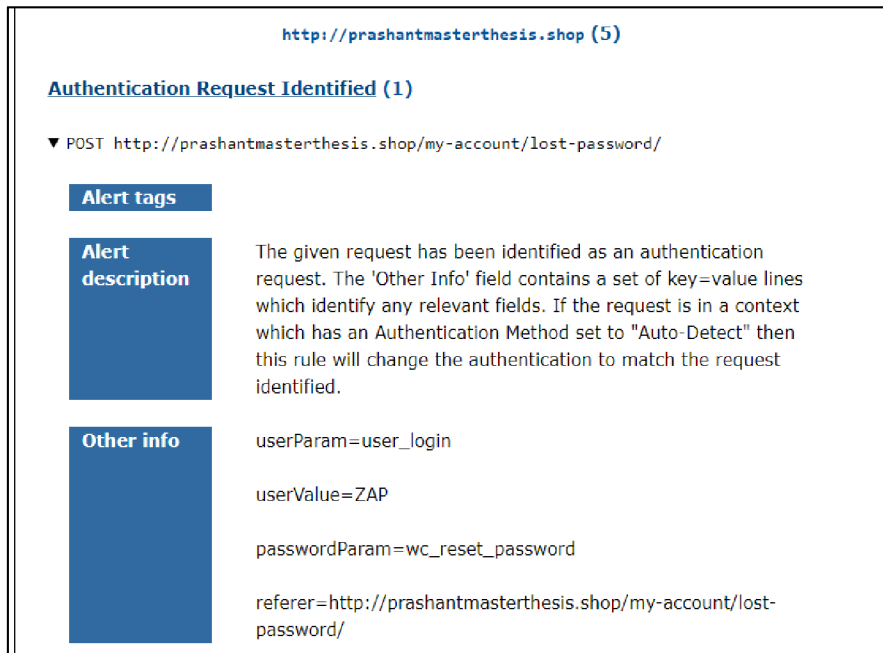 http://prashantmasterthesis.shop (5)
Authentication Request Identified (1)
▼ POST http://prashantmasterthesis.shop/my-account/lost-password/
Alert tags
Alert
description
The given request has been identified as an authentication
request. The 'Other Info' field contains a set of key=value lines
which identify any relevant fields. If the request is in a context
which has an Authentication Method set to "Auto-Detect" then
this rule will change the authentication to match the request
identified.
Other info
userParam=user_login
userValue=ZAP
passwordParam=wc_reset_password
referer=http://prashantmasterthesis.shop/my-account/lost-
password/